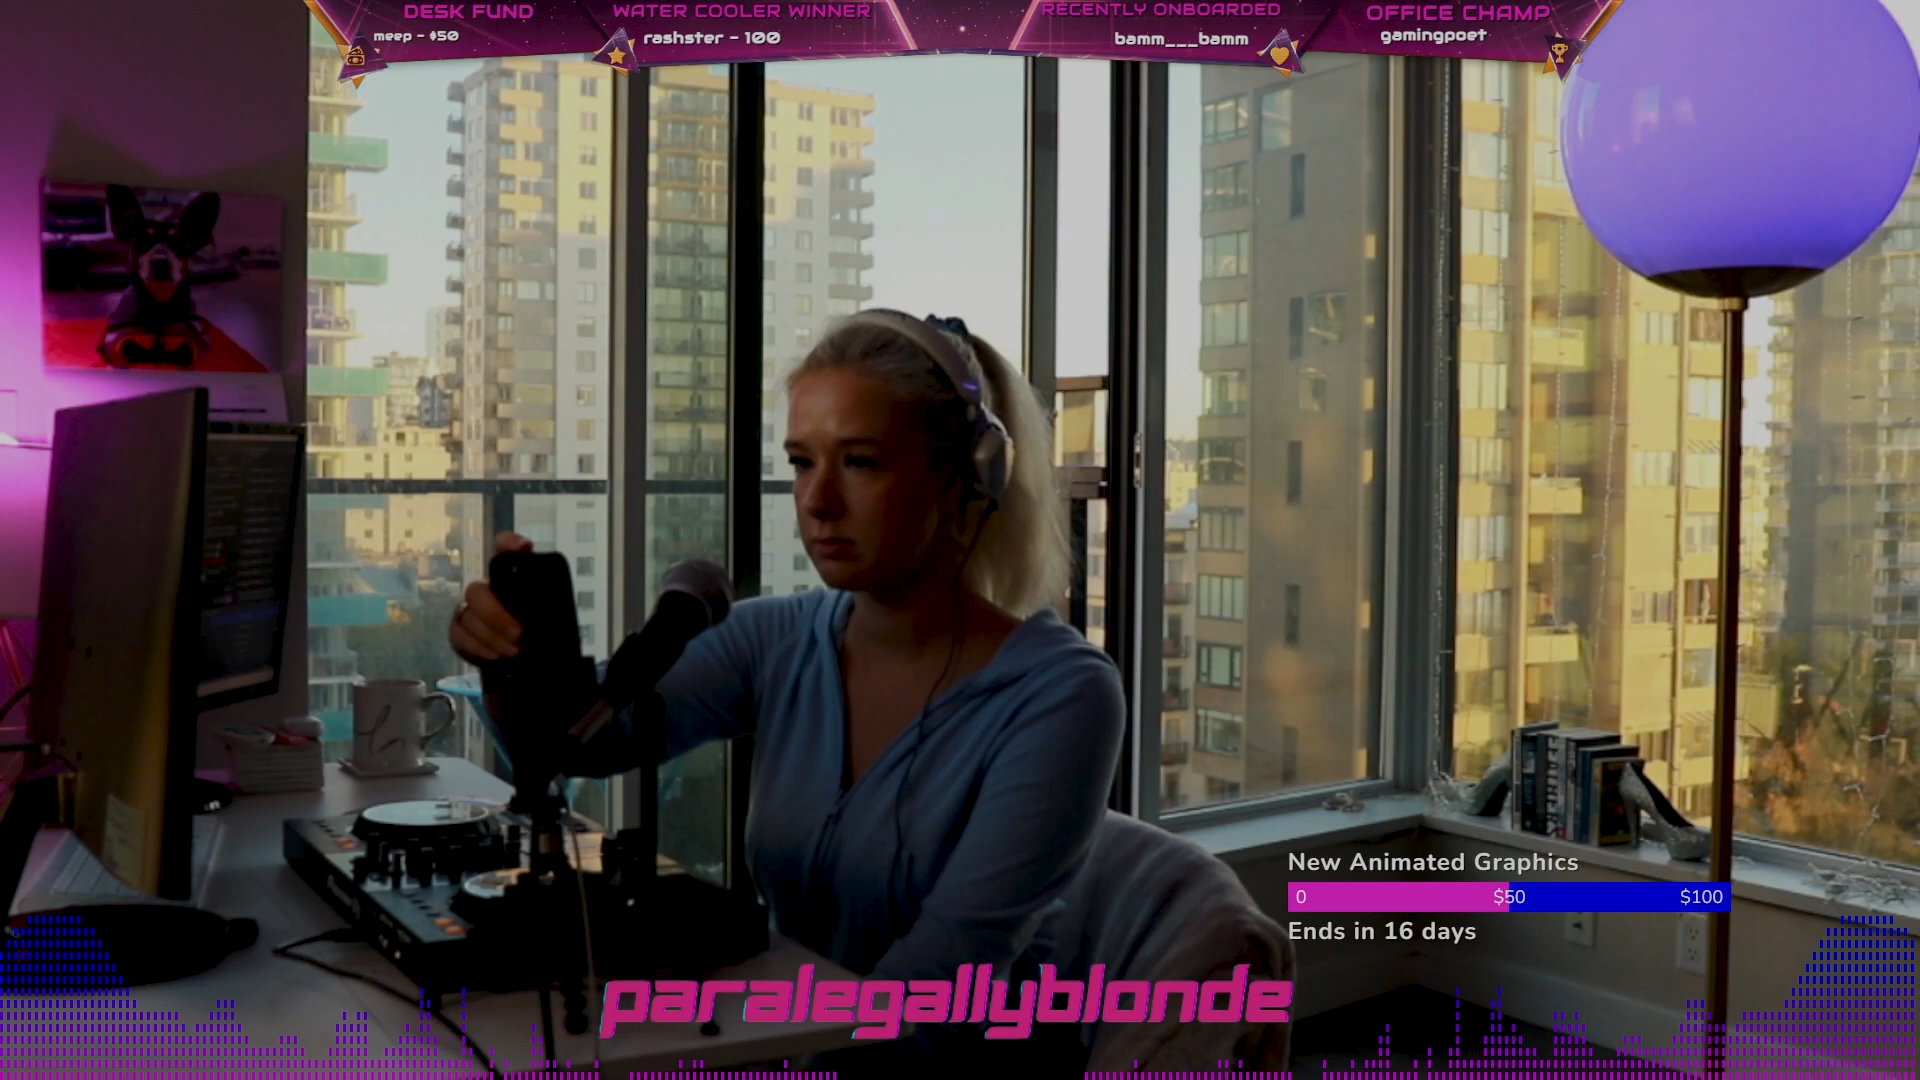 DESK FUND
meep - $50
WATER COOLER WINNER
rashster - 100
RECENTLY ONBOARDED
bamm___bamm
OFFICE CHAMP
gamingpoet
New Animated Graphics
0 $50 $100
Ends in 16 days
paralegallyblonde